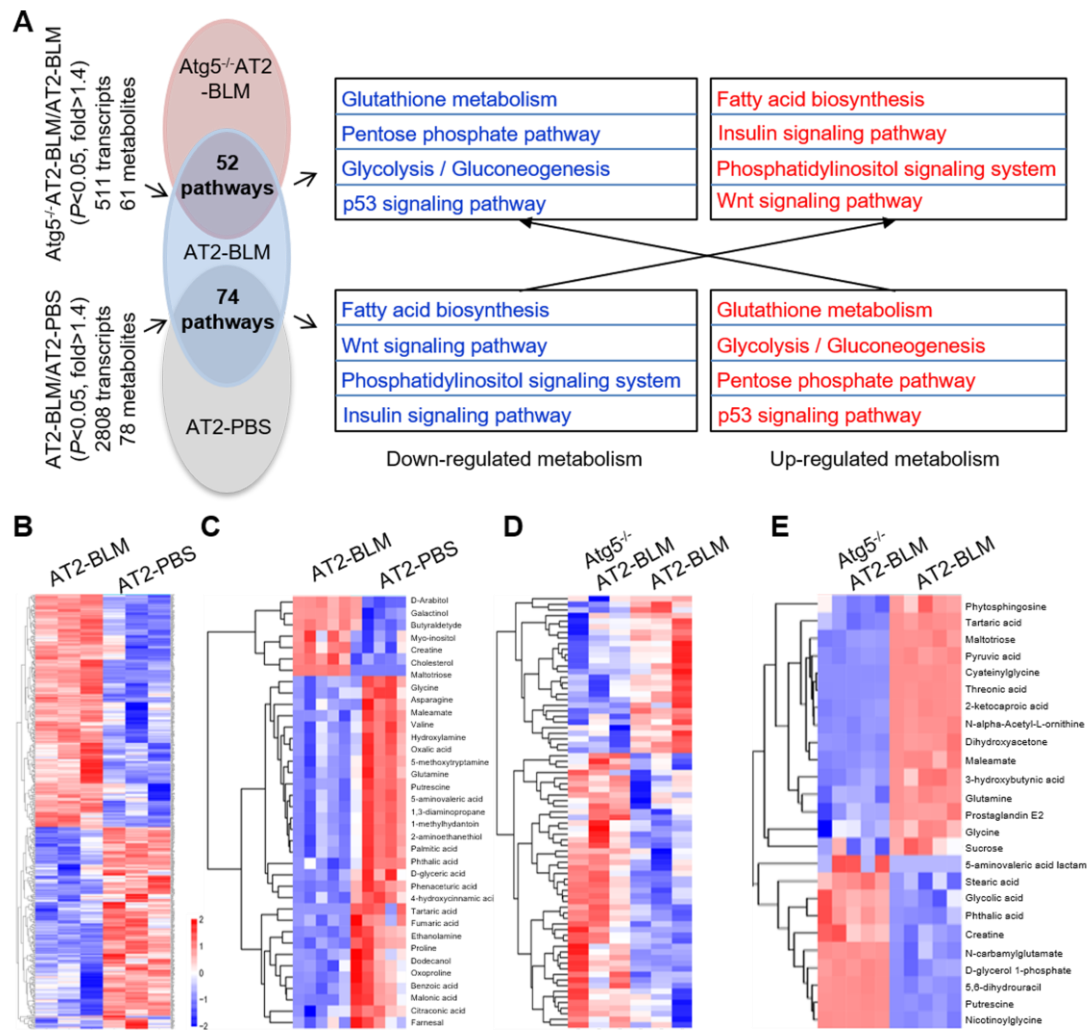 A
Atg5-/-AT2-BLM/AT2-BLM
(P<0.05, fold>1.4)
511 transcripts
61 metabolites
AT2-BLM/AT2-PBS
(P<0.05, fold>1.4)
2808 transcripts
78 metabolites
Atg5-/-AT2
-BLM
52
pathways
AT2-BLM
74
pathways
AT2-PBS
Glutathione metabolism
Pentose phosphate pathway
Glycolysis / Gluconeogenesis
p53 signaling pathway
Fatty acid biosynthesis
Insulin signaling pathway
Phosphatidylinositol signaling system
Wnt signaling pathway
Fatty acid biosynthesis
Wnt signaling pathway
Phosphatidylinositol signaling system
Insulin signaling pathway
Glutathione metabolism
Glycolysis / Gluconeogenesis
Pentose phosphate pathway
p53 signaling pathway
Down-regulated metabolism
Up-regulated metabolism
B
AT2-BLM
AT2-PBS
2
1
0
-1
-2
C
AT2-BLM
AT2-PBS
D-Arabitol
Galactinol
Butyraldetyde
Myo-inositol
Creatine
Cholesterol
Maltotriose
Glycine
Asparagine
Maleamate
Valine
Hydroxylamine
Oxalic acid
5-methoxytryptamine
Glutamine
Putrescine
5-aminovaleric acid
1,3-diaminopropane
1-methylhydantoin
2-aminoethanethiol
Palmitic acid
Phthalic acid
D-glyceric acid
Phenaceturic acid
4-hydroxycinnamic aci
Tartaric acid
Fumaric acid
Ethanolamine
Proline
Dodecanol
Oxoproline
Benzoic acid
Malonic acid
Citraconic acid
Farnesal
D
Atg5-/-
AT2-BLM
AT2-BLM
E
Atg5-/-
AT2-BLM
AT2-BLM
Phytosphingosine
Tartaric acid
Maltotriose
Pyruvic acid
Cyateinylglycine
Threonic acid
2-ketocaproic acid
N-alpha-Acetyl-L-ornithine
Dihydroxyacetone
Maleamate
3-hydroxybutynic acid
Glutamine
Prostaglandin E2
Glycine
Sucrose
5-aminovaleric acid lactam
Stearic acid
Glycolic acid
Phthalic acid
Creatine
N-carbamylglutamate
D-glycerol 1-phosphate
5,6-dihydrouracil
Putrescine
Nicotinoylglycine